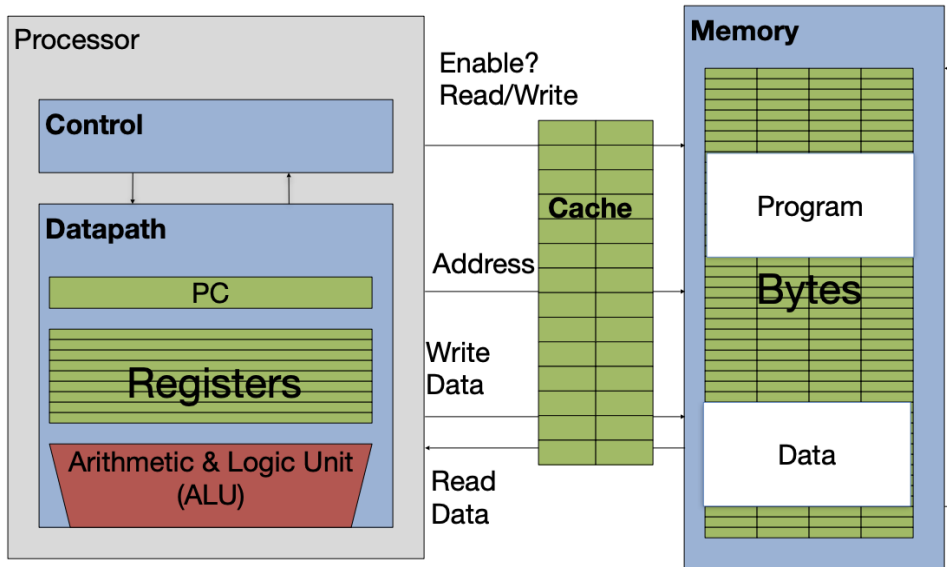 Processor
Control
Datapath
PC
Registers
Arithmetic & Logic Unit
(ALU)
Enable?
Read/Write
Address
Write
Data
Read
Data
Cache
Memory
Program
Bytes
Data